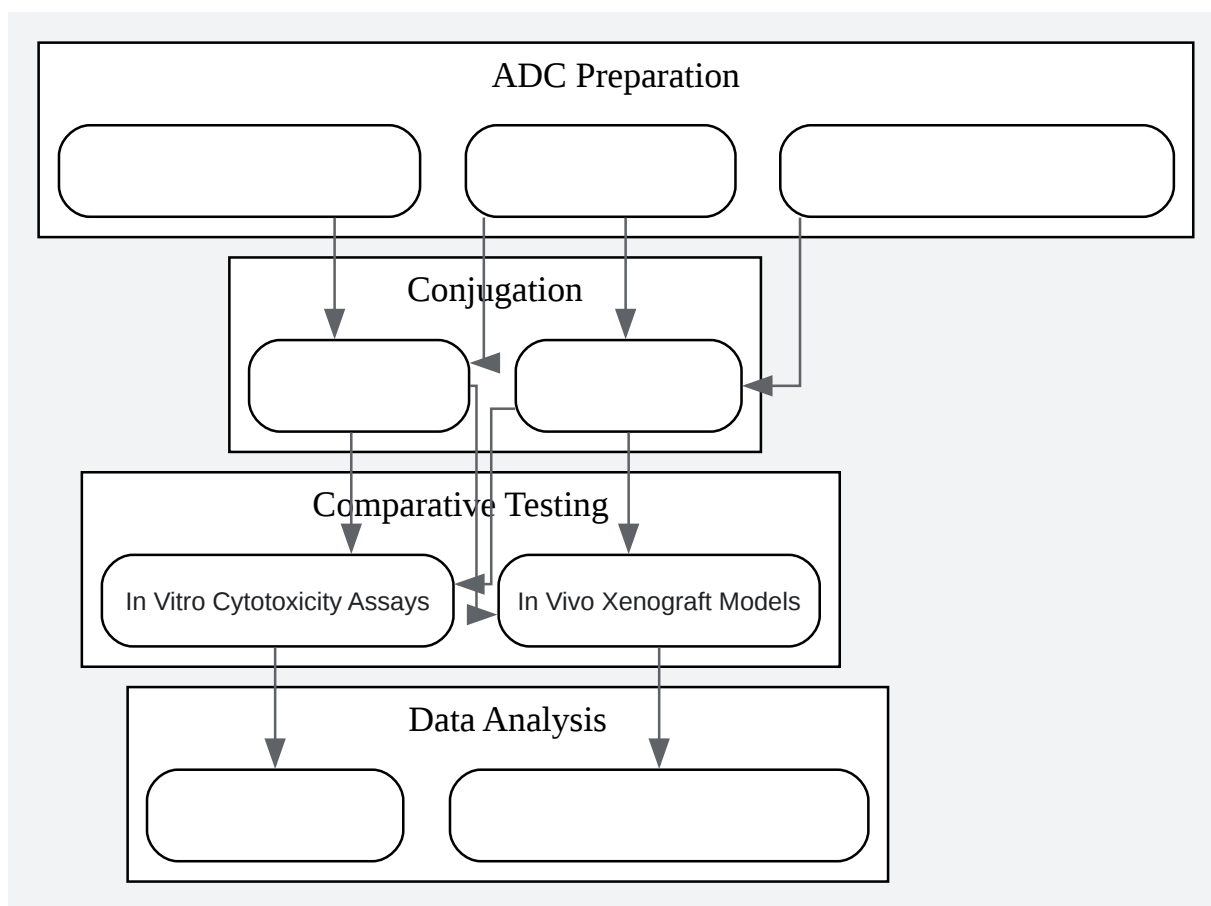 ADC Preparation
Conjugation
Comparative Testing
In Vitro Cytotoxicity Assays
In Vivo Xenograft Models
Data Analysis